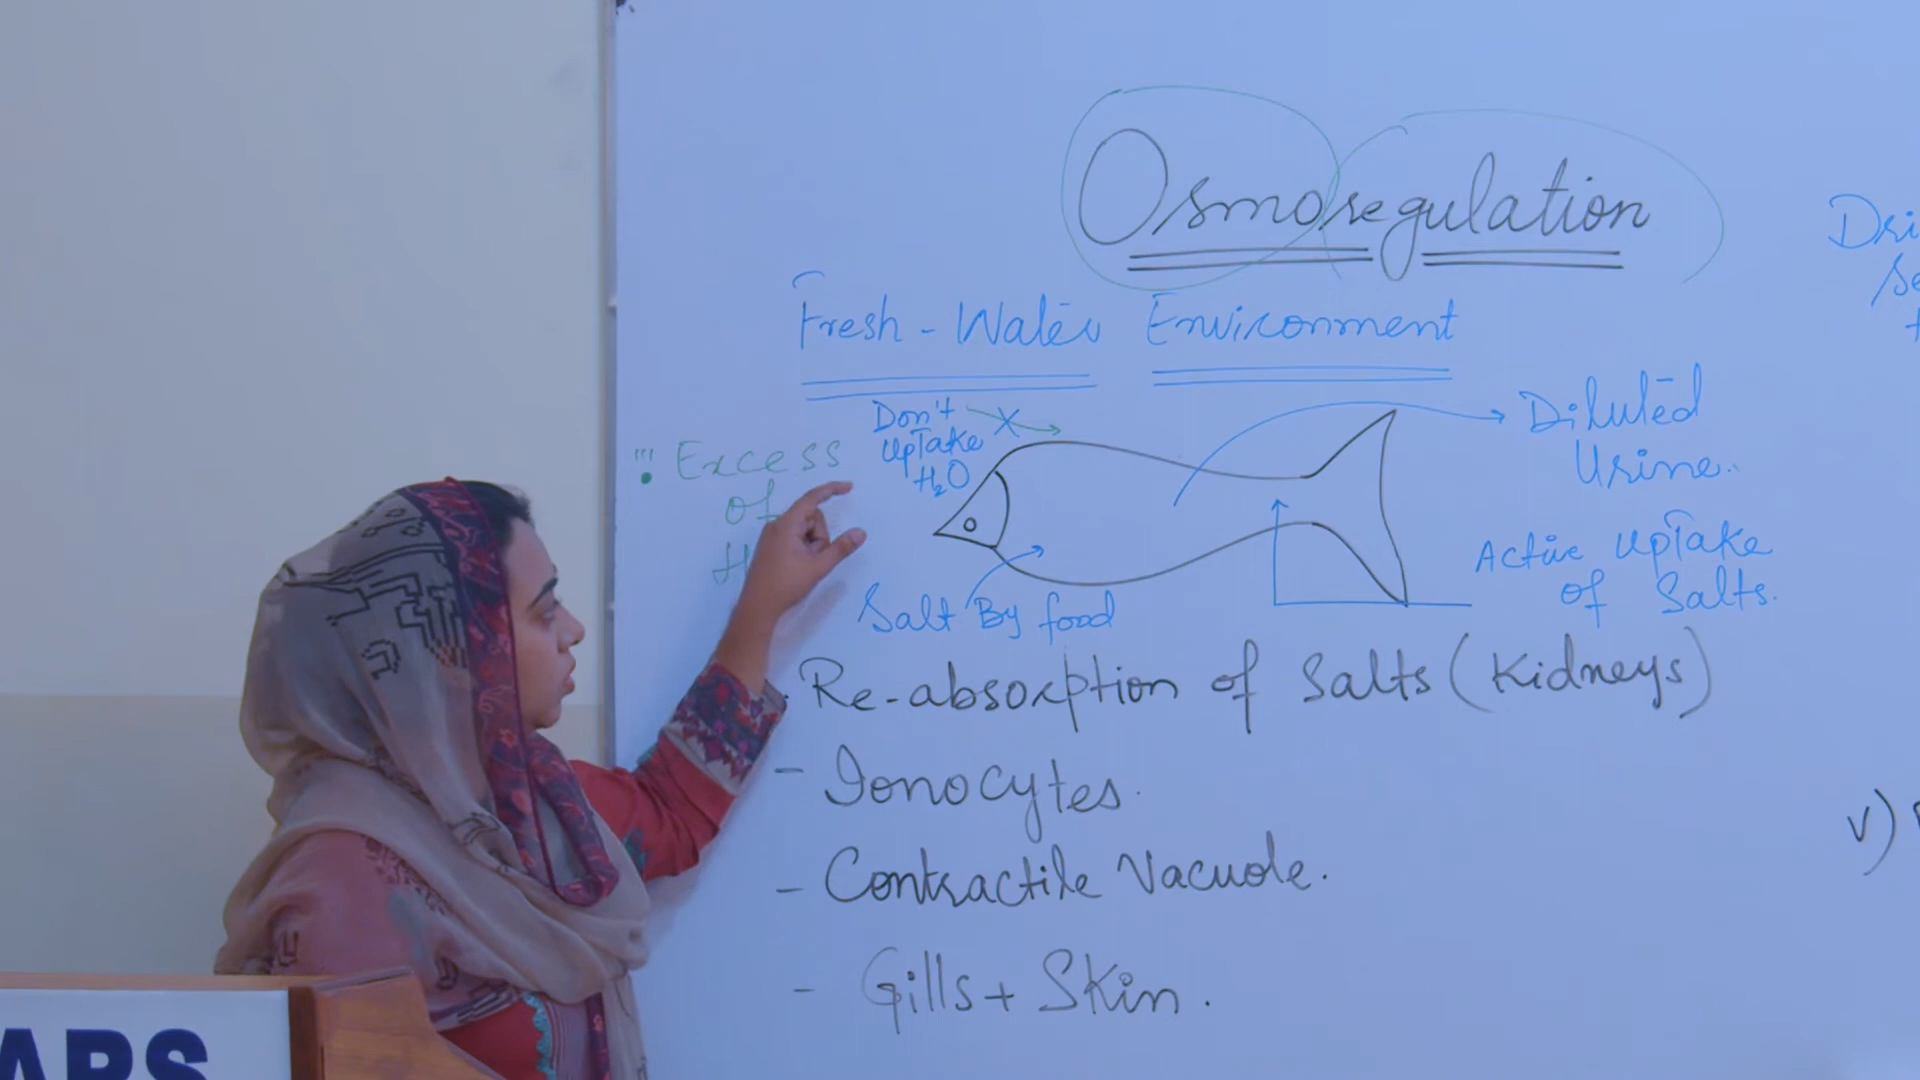 Osmoregulation
Fresh-Water Environment
Don't
UpTake
H₂O
Excess
of
Diluted
Urine..
Active UpTake
of Salts.
Salt By food
Re-absorption of Salts (Kidneys)
- Ionocytes.
- Contractile Vacuole.
- Gills + Skin.
v)